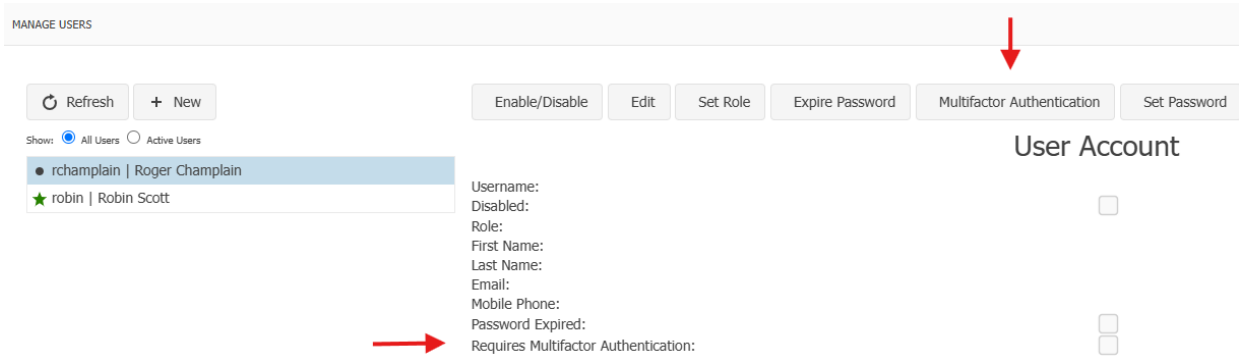 MANAGE USERS
Refresh + New
Enable/Disable Edit Set Role Expire Password Multifactor Authentication Set Password
Show: All Users Active Users
User Account
rchamplain | Roger Champlain
robin | Robin Scott
Username:
Disabled:
Role:
First Name:
Last Name:
Email:
Mobile Phone:
Password Expired:
Requires Multifactor Authentication: